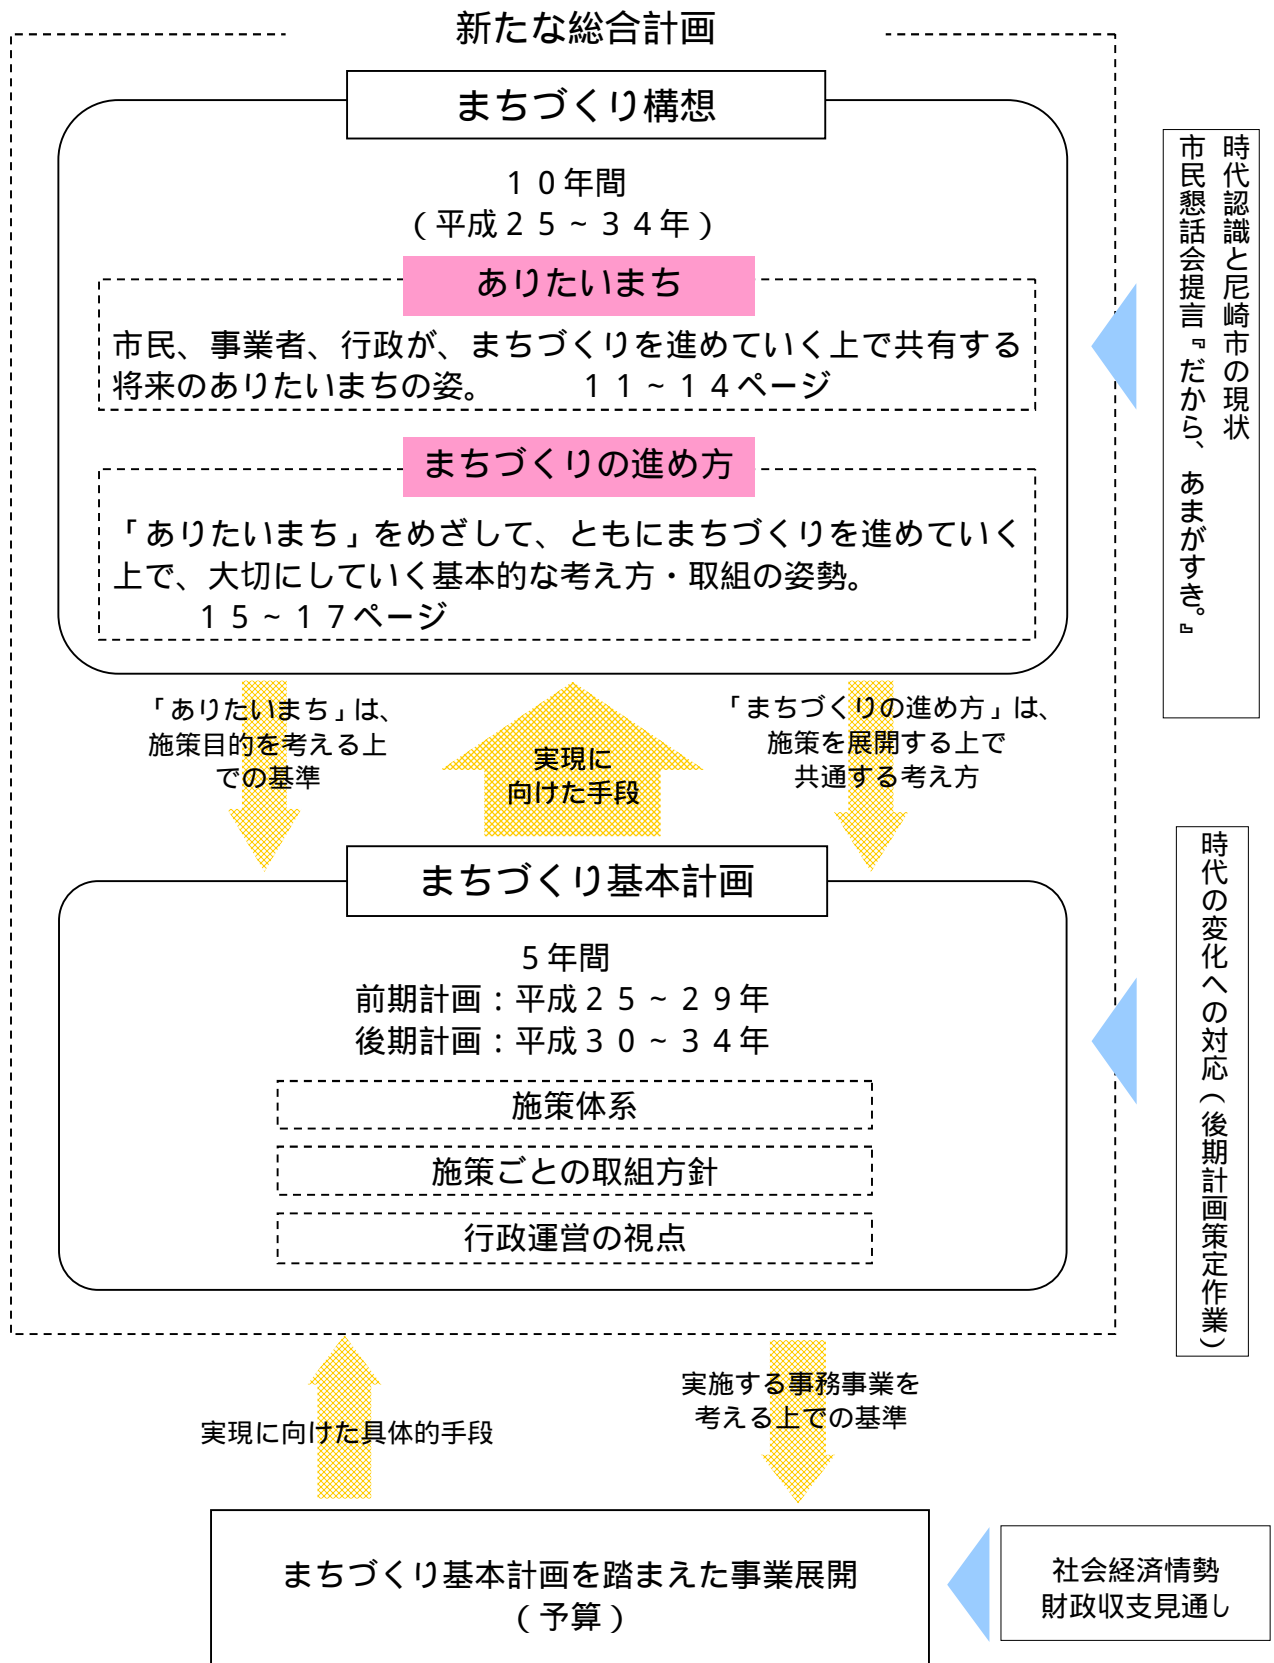 新たな総合計画
まちづくり構想
１０年間
（平成２５～３４年）
ありたいまち
市民、事業者、行政が、まちづくりを進めていく上で共有する
将来のありたいまちの姿。　　　１１～１４ページ
まちづくりの進め方
「ありたいまち」をめざして、ともにまちづくりを進めていく
上で、大切にしていく基本的な考え方・取組の姿勢。
１５～１７ページ
時代認識と尼崎市の現状
市民懇話会提言『だから、あまがすき。』
「ありたいまち」は、
施策目的を考える上
での基準
実現に
向けた手段
「まちづくりの進め方」は、
施策を展開する上で
共通する考え方
まちづくり基本計画
５年間
前期計画：平成２５～２９年
後期計画：平成３０～３４年
施策体系
施策ごとの取組方針
行政運営の視点
時代の変化への対応（後期計画策定作業）
実現に向けた具体的手段
実施する事務事業を
考える上での基準
まちづくり基本計画を踏まえた事業展開
（予算）
社会経済情勢
財政収支見通し